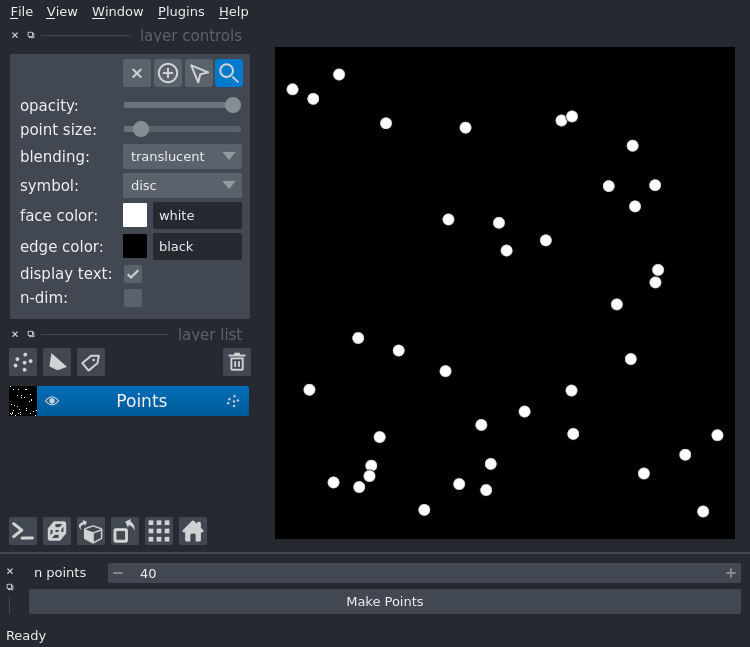 File View Window Plugins Help
layer controls
opacity:
point size:
blending: translucent
symbol: disc
face color: white
edge color: black
display text:
n-dim:
layer list
Points
n points 40
Make Points
Ready